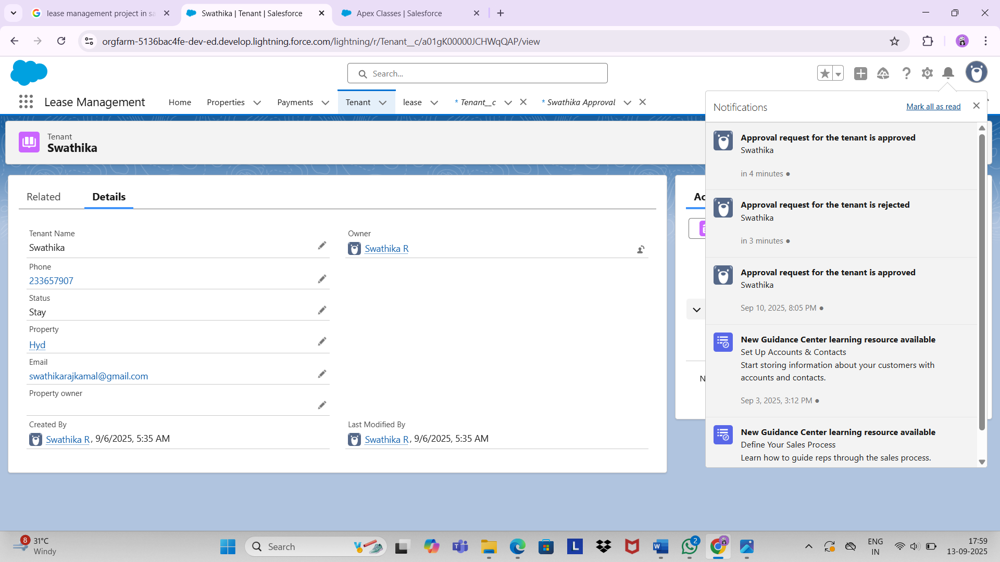 lease management project in sa
Swathika | Tenant | Salesforce
Apex Classes | Salesforce
orgfarm-5136bac4fe-dev-ed.develop.lightning.force.com/lightning/r/Tenant__c/a01gK00000JCHWqQAP/view
Search...
Lease Management
Home
Properties
Payments
Tenant
lease
* Tenant__c
* Swathika Approval
Tenant
Swathika
Related
Details
Tenant Name
Swathika
Owner
Swathika R
Phone
233657907
Status
Stay
Property
Hyd
Email
swathikarajkamal@gmail.com
Property owner
Created By
Swathika R, 9/6/2025, 5:35 AM
Last Modified By
Swathika R, 9/6/2025, 5:35 AM
Notifications
Mark all as read
Approval request for the tenant is approved
Swathika
in 4 minutes
Approval request for the tenant is rejected
Swathika
in 3 minutes
Approval request for the tenant is approved
Swathika
Sep 10, 2025, 8:05 PM
New Guidance Center learning resource available
Set Up Accounts & Contacts
Start storing information about your customers with
accounts and contacts.
Sep 3, 2025, 3:12 PM
New Guidance Center learning resource available
Define Your Sales Process
Learn how to guide reps through the sales process.
8
31°C
Windy
Search
L
W
2
ENG
IN
17:59
13-09-2025